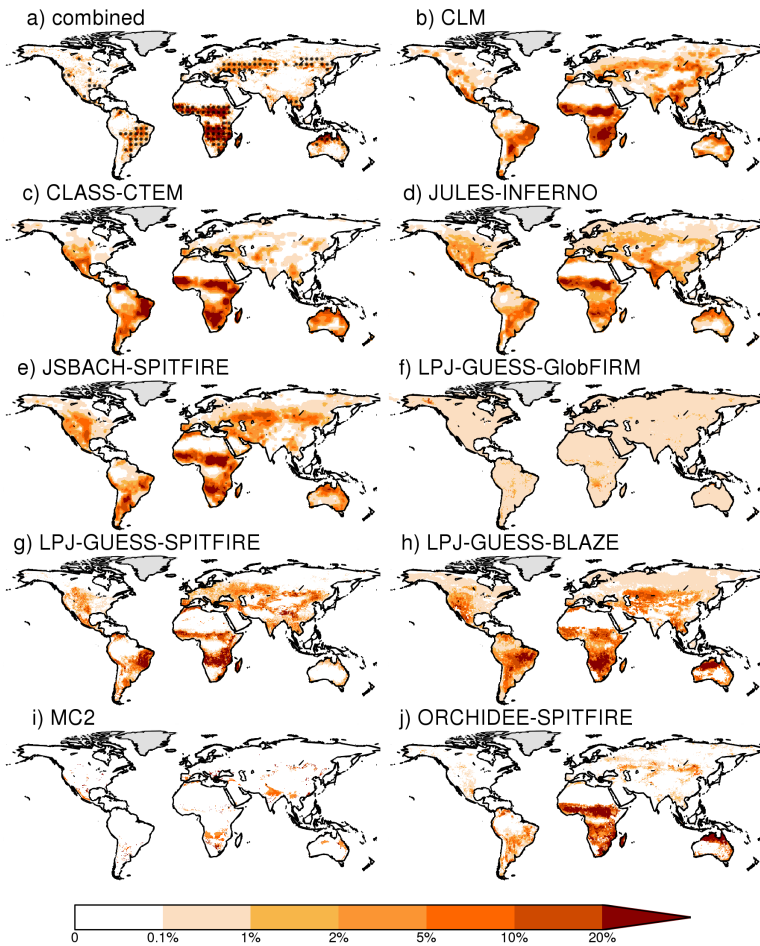 a) combined
b) CLM
c) CLASS-CTEM
d) JULES-INFERNO
e) JSBACH-SPITFIRE
f) LPJ-GUESS-GlobFIRM
g) LPJ-GUESS-SPITFIRE
h) LPJ-GUESS-BLAZE
i) MC2
j) ORCHIDEE-SPITFIRE
0 0.1% 1% 2% 5% 10% 20%